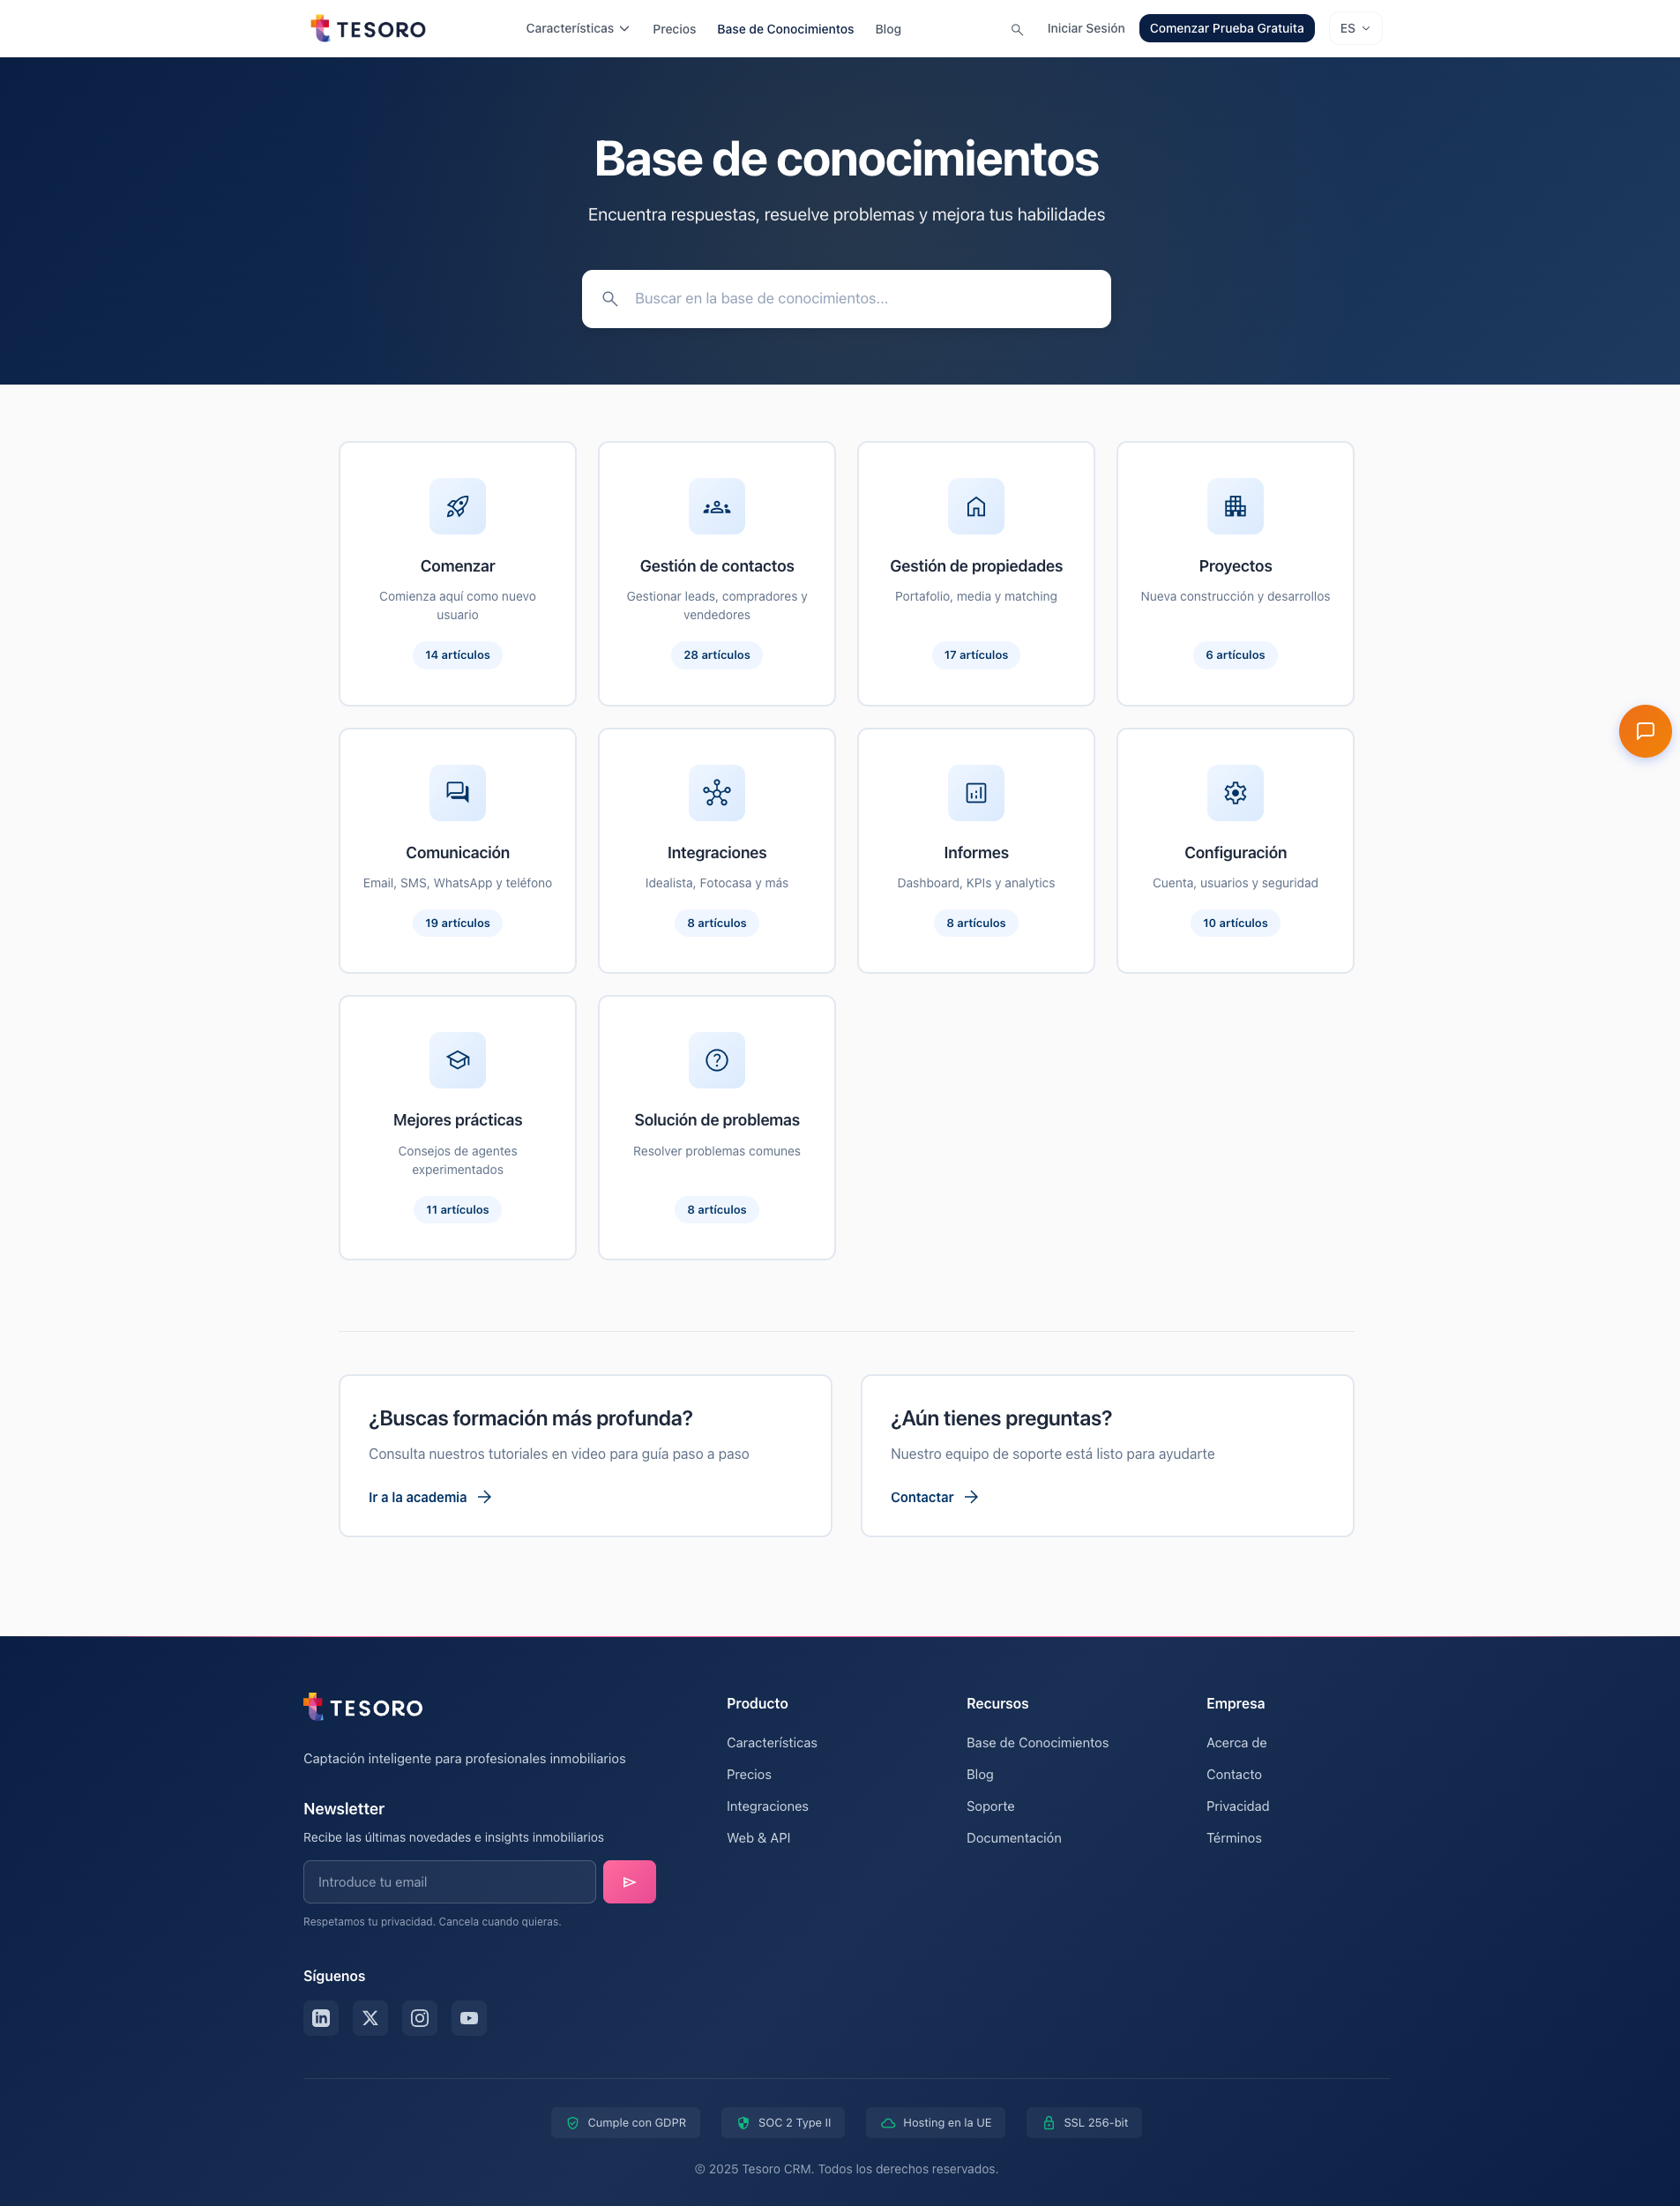 TESORO
Características
Precios
Base de Conocimientos
Blog
Iniciar Sesión
Comenzar Prueba Gratuita
ES
Base de conocimientos
Encuentra respuestas, resuelve problemas y mejora tus habilidades
Buscar en la base de conocimientos...
Comenzar
Comienza aquí como nuevo
usuario
14 artículos
Gestión de contactos
Gestionar leads, compradores y
vendedores
28 artículos
Gestión de propiedades
Portafolio, media y matching
17 artículos
Proyectos
Nueva construcción y desarrollos
6 artículos
Comunicación
Email, SMS, WhatsApp y teléfono
19 artículos
Integraciones
Idealista, Fotocasa y más
8 artículos
Informes
Dashboard, KPIs y analytics
8 artículos
Configuración
Cuenta, usuarios y seguridad
10 artículos
Mejores prácticas
Consejos de agentes
experimentados
11 artículos
Solución de problemas
Resolver problemas comunes
8 artículos
¿Buscas formación más profunda?
Consulta nuestros tutoriales en video para guía paso a paso
Ir a la academia
¿Aún tienes preguntas?
Nuestro equipo de soporte está listo para ayudarte
Contactar
TESORO
Captación inteligente para profesionales inmobiliarios
Newsletter
Recibe las últimas novedades e insights inmobiliarios
Introduce tu email
Respetamos tu privacidad. Cancela cuando quieras.
Síguenos
Producto
Características
Precios
Integraciones
Web & API
Recursos
Base de Conocimientos
Blog
Soporte
Documentación
Empresa
Acerca de
Contacto
Privacidad
Términos
Cumple con GDPR
SOC 2 Type II
Hosting en la UE
SSL 256-bit
© 2025 Tesoro CRM. Todos los derechos reservados.